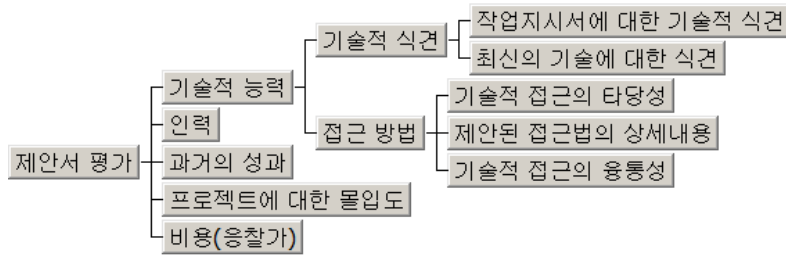 제안서 평가
기술적 능력
기술적 식견
작업지시서에 대한 기술적 식견
최신의 기술에 대한 식견
접근 방법
기술적 접근의 타당성
제안된 접근법의 상세내용
기술적 접근의 융통성
인력
과거의 성과
프로젝트에 대한 몰입도
비용(응찰가)